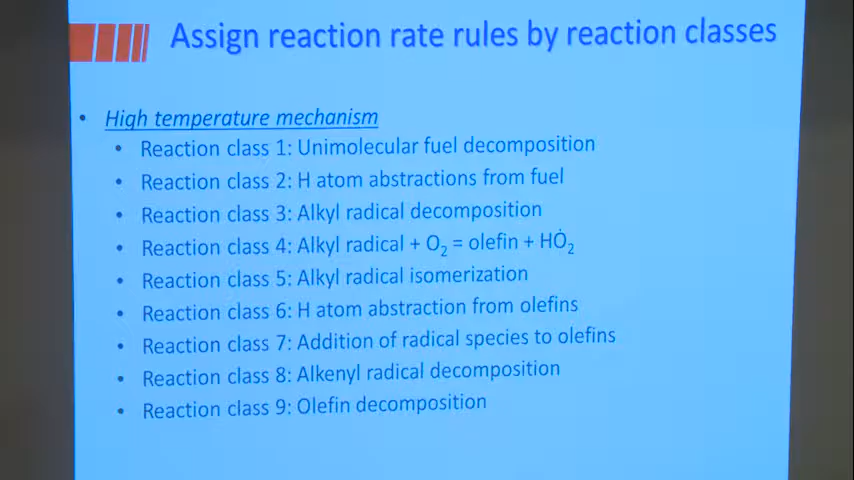 Assign reaction rate rules by reaction classes
• High temperature mechanism
• Reaction class 1: Unimolecular fuel decomposition
• Reaction class 2: H atom abstractions from fuel
• Reaction class 3: Alkyl radical decomposition
• Reaction class 4: Alkyl radical + O₂ = olefin + HȮ₂
• Reaction class 5: Alkyl radical isomerization
• Reaction class 6: H atom abstraction from olefins
• Reaction class 7: Addition of radical species to olefins
• Reaction class 8: Alkenyl radical decomposition
• Reaction class 9: Olefin decomposition